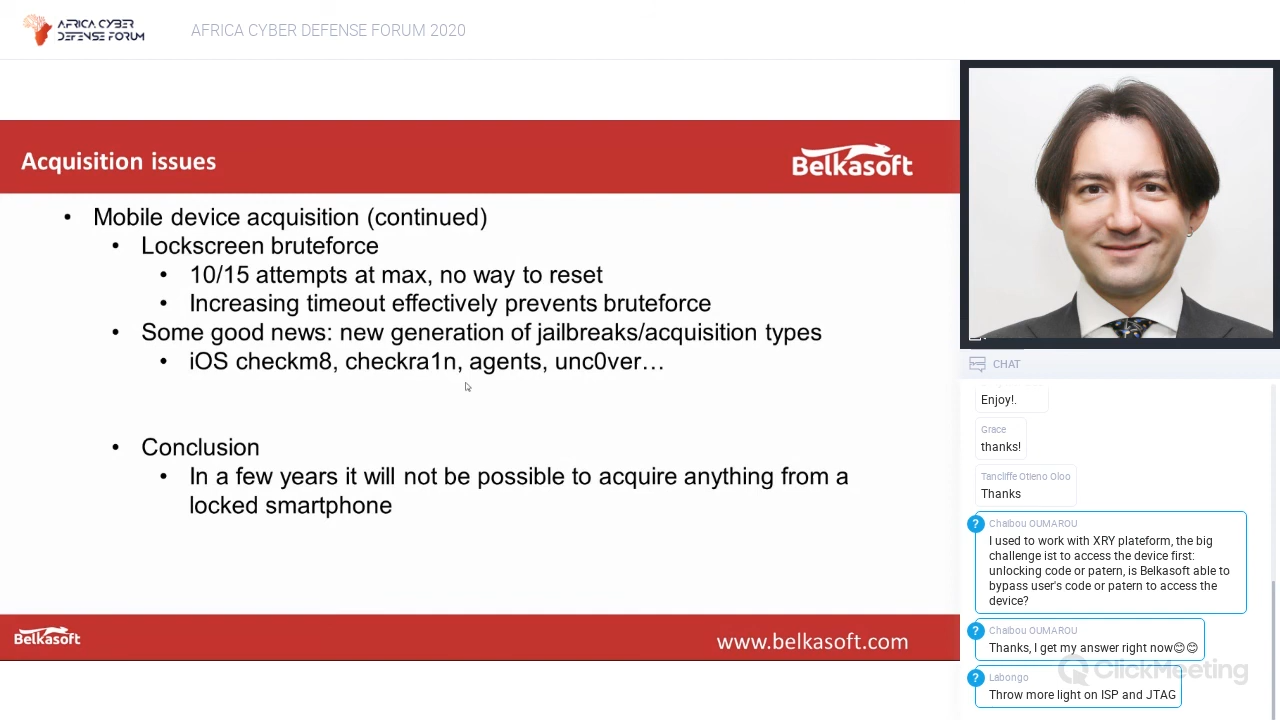 AFRICA CYBER
DEFENSE FORUM
AFRICA CYBER DEFENSE FORUM 2020
Acquisition issues
Belkasoft
• Mobile device acquisition (continued)
• Lockscreen bruteforce
• 10/15 attempts at max, no way to reset
• Increasing timeout effectively prevents bruteforce
• Some good news: new generation of jailbreaks/acquisition types
• iOS checkm8, checkra1n, agents, unc0ver…
• Conclusion
• In a few years it will not be possible to acquire anything from a
locked smartphone
Belkasoft
www.belkasoft.com
CHAT
Enjoy!.
Grace
thanks!
Tancliffe Otieno Oloo
Thanks
?
Chaibou OUMAROU
I used to work with XRY plateform, the big
challenge ist to access the device first:
unlocking code or patern, is Belkasoft able to
bypass user's code or patern to access the
device?
?
Chaibou OUMAROU
Thanks, I get my answer right now😊😊
?
Labongo
Throw more light on ISP and JTAG
ClickMeeting